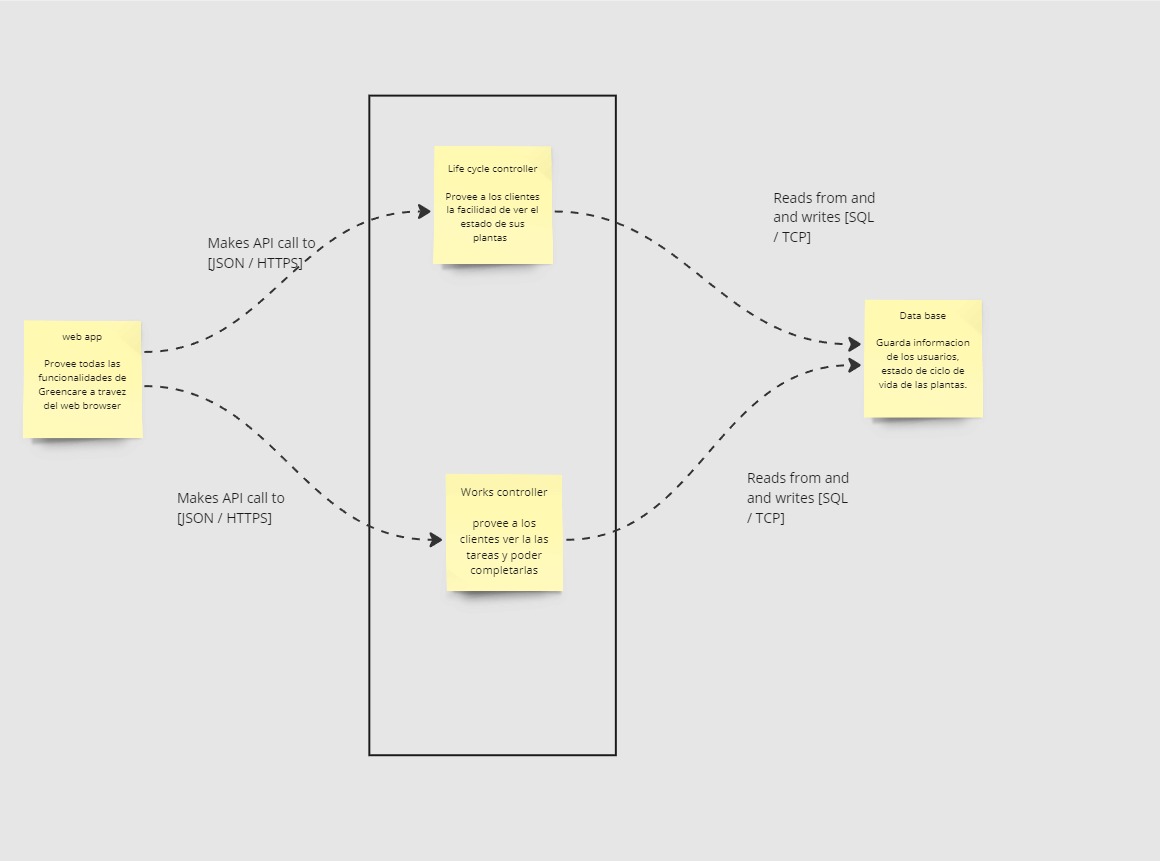 Life cycle controller
Provee a los clientes
la facilidad de ver el
estado de sus
plantas
Reads from and
and writes [SQL
/ TCP]
Makes API call to
[JSON / HTTPS]
web app
Provee todas las
funcionalidades de
Greencare a travez
del web browser
Data base
Guarda informacion
de los usuarios,
estado de ciclo de
vida de las plantas.
Works controller
provee a los
clientes ver la las
tareas y poder
completarlas
Makes API call to
[JSON / HTTPS]
Reads from and
and writes [SQL
/ TCP]